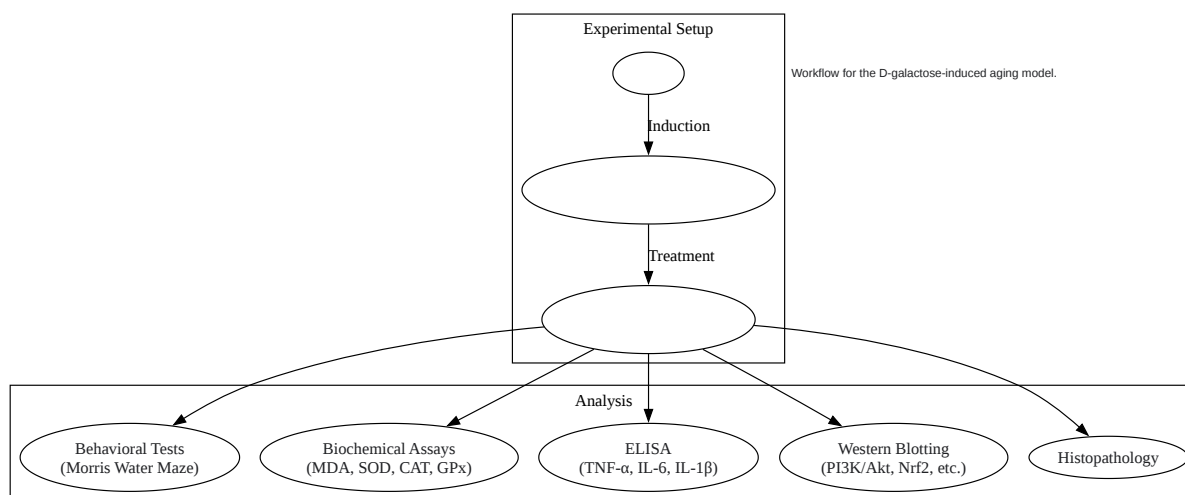 Experimental Setup
Workflow for the D-galactose-induced aging model.
Induction
Treatment
Analysis
Behavioral Tests
(Morris Water Maze)
Biochemical Assays
(MDA, SOD, CAT, GPx)
ELISA
(TNF-α, IL-6, IL-1β)
Western Blotting
(PI3K/Akt, Nrf2, etc.)
Histopathology